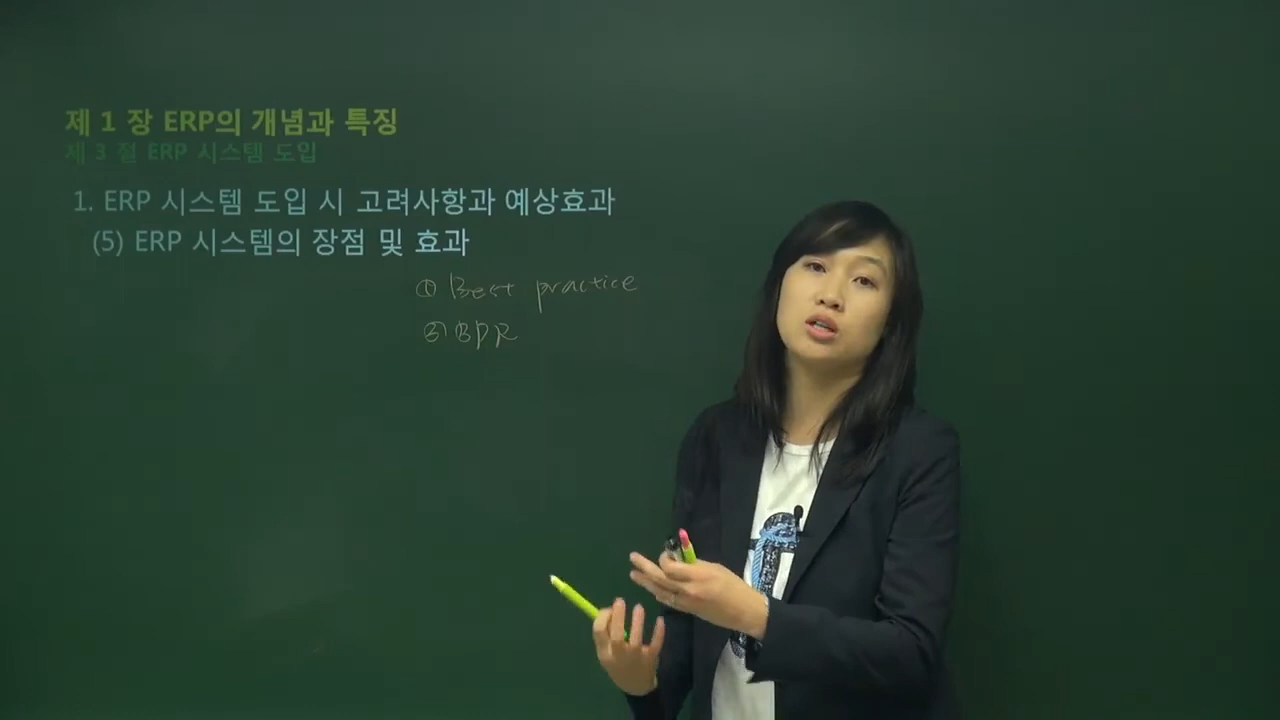 제 1 장 ERP의 개념과 특징
제 3 절 ERP 시스템 도입
1. ERP 시스템 도입 시 고려사항과 예상효과
(5) ERP 시스템의 장점 및 효과
① Best practice
② BPR